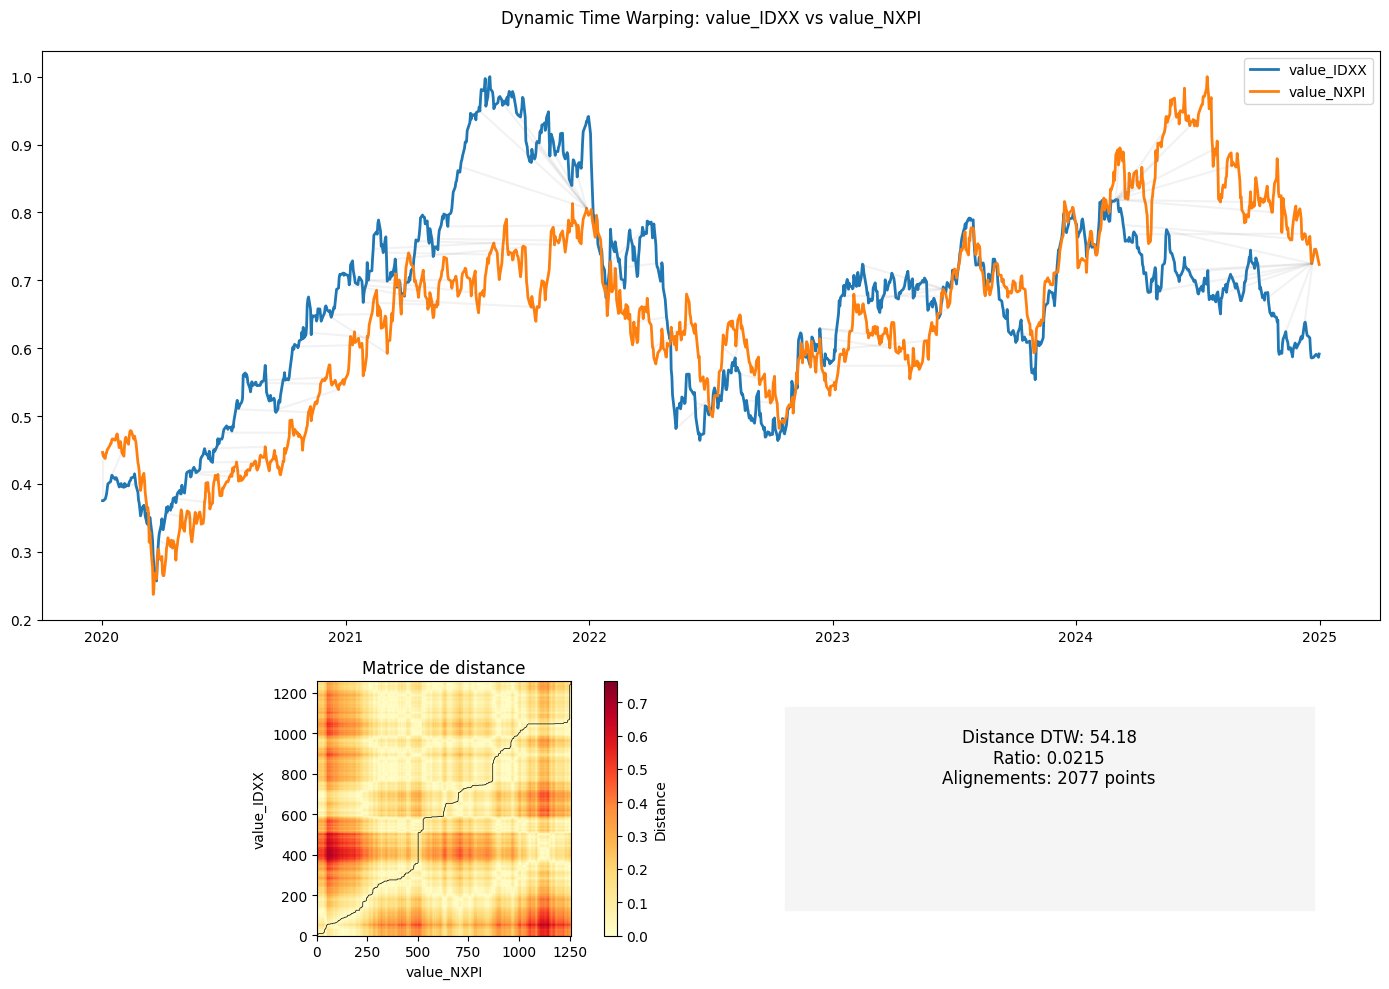 Dynamic Time Warping: value_IDXX vs value_NXPI
value_IDXX
value_NXPI
1.0
0.9
0.8
0.7
0.6
0.5
0.4
0.3
0.2
2020 2021 2022 2023 2024 2025
Matrice de distance
value_IDXX
1200
1000
800
600
400
200
0
0 250 500 750 1000 1250
value_NXPI
0.7
0.6
0.5
0.4
0.3
0.2
0.1
0.0
Distance
Distance DTW: 54.18
Ratio: 0.0215
Alignements: 2077 points